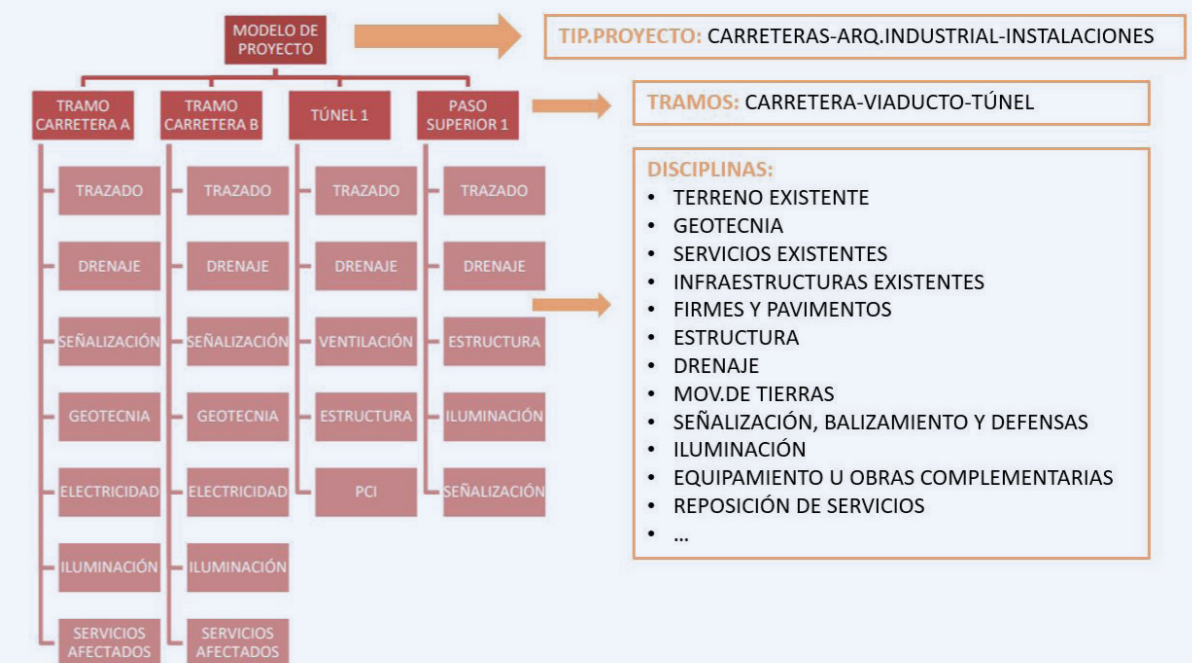 MODELO DE
PROYECTO
TIP.PROYECTO: CARRETERAS-ARQ.INDUSTRIAL-INSTALACIONES
TRAMO
CARRETERA A
TRAMO
CARRETERA B
TÚNEL 1
PASO
SUPERIOR 1
TRAMOS: CARRETERA-VIADUCTO-TÚNEL
TRAZADO
DRENAJE
SEÑALIZACIÓN
GEOTECNIA
ELECTRICIDAD
ILUMINACIÓN
SERVICIOS
AFECTADOS
TRAZADO
DRENAJE
SEÑALIZACIÓN
GEOTECNIA
ELECTRICIDAD
ILUMINACIÓN
SERVICIOS
AFECTADOS
TRAZADO
DRENAJE
VENTILACIÓN
ESTRUCTURA
PCI
TRAZADO
DRENAJE
ESTRUCTURA
ILUMINACIÓN
SEÑALIZACIÓN
DISCIPLINAS:
• TERRENO EXISTENTE
• GEOTECNIA
• SERVICIOS EXISTENTES
• INFRAESTRUCTURAS EXISTENTES
• FIRMES Y PAVIMENTOS
• ESTRUCTURA
• DRENAJE
• MOV.DE TIERRAS
• SEÑALIZACIÓN, BALIZAMIENTO Y DEFENSAS
• ILUMINACIÓN
• EQUIPAMIENTO U OBRAS COMPLEMENTARIAS
• REPOSICIÓN DE SERVICIOS
• ...